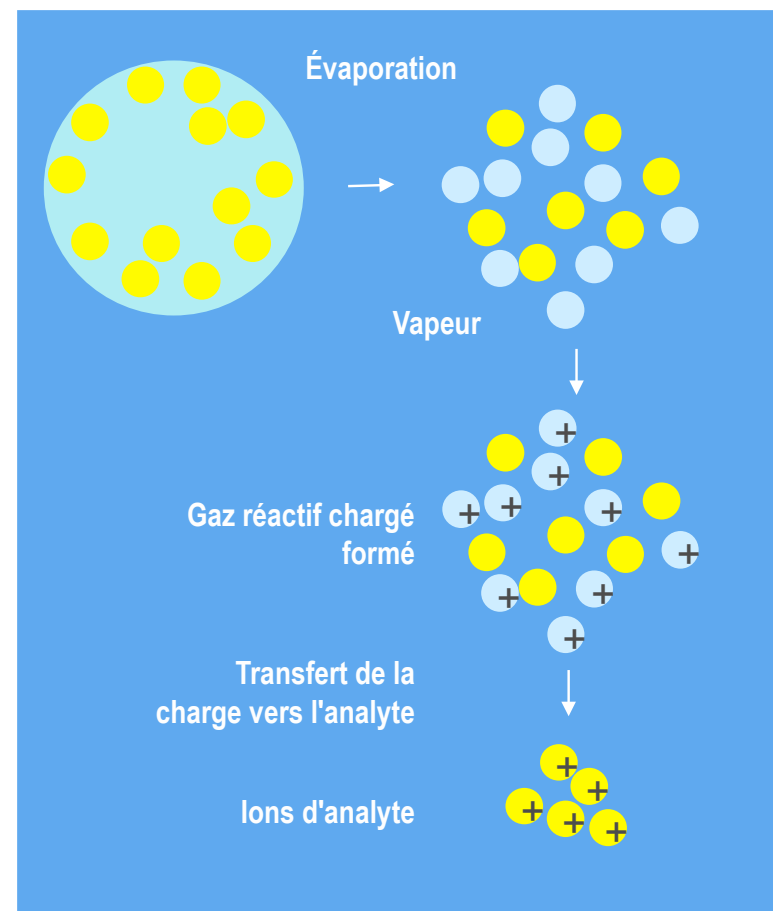 Évaporation
Vapeur
+
+
+
+
+
+
+
+
+
Gaz réactif chargé
formé
Transfert de la
charge vers l'analyte
+
+
+
+
+
Ions d'analyte